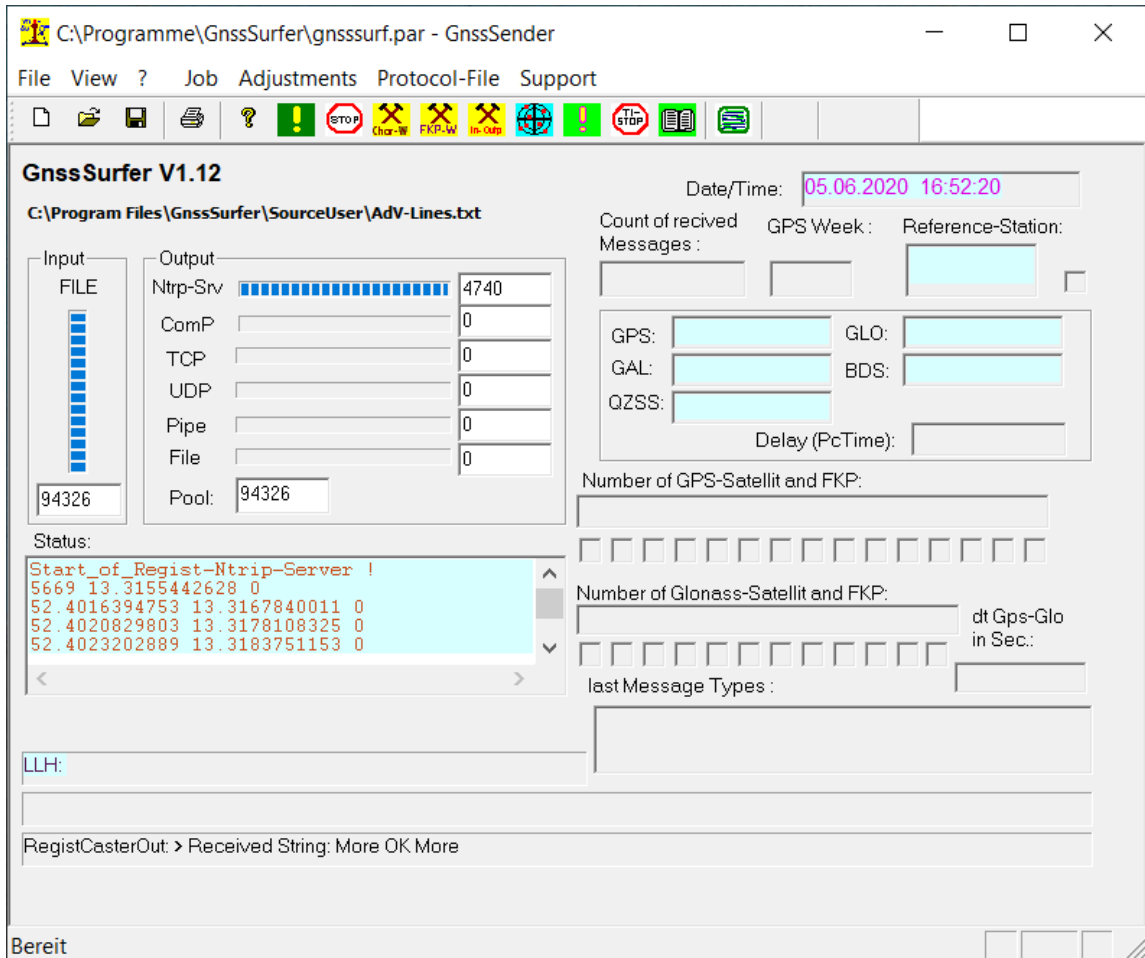 C:\Programme\GnssSurfer\gnsssurf.par - GnssSender
File View ? Job Adjustments Protocol-File Support
STOP Char-W FKP-W In- Outp TI-STOP
GnssSurfer V1.12
C:\Program Files\GnssSurfer\SourceUser\AdV-Lines.txt
Date/Time: 05.06.2020 16:52:20
Count of recived Messages :
GPS Week :
Reference-Station:
Input
FILE
94326
Output
Ntrp-Srv 4740
ComP 0
TCP 0
UDP 0
Pipe 0
File 0
Pool: 94326
GPS:
GLO:
GAL:
BDS:
QZSS:
Delay (PcTime):
Number of GPS-Satellit and FKP:
Status:
Start_of_Regist-Ntrip-Server !
5669 13.3155442628 0
52.4016394753 13.3167840011 0
52.4020829803 13.3178108325 0
52.4023202889 13.3183751153 0
Number of Glonass-Satellit and FKP:
dt Gps-Glo
in Sec.:
last Message Types :
LLH:
RegistCasterOut: > Received String: More OK More
Bereit